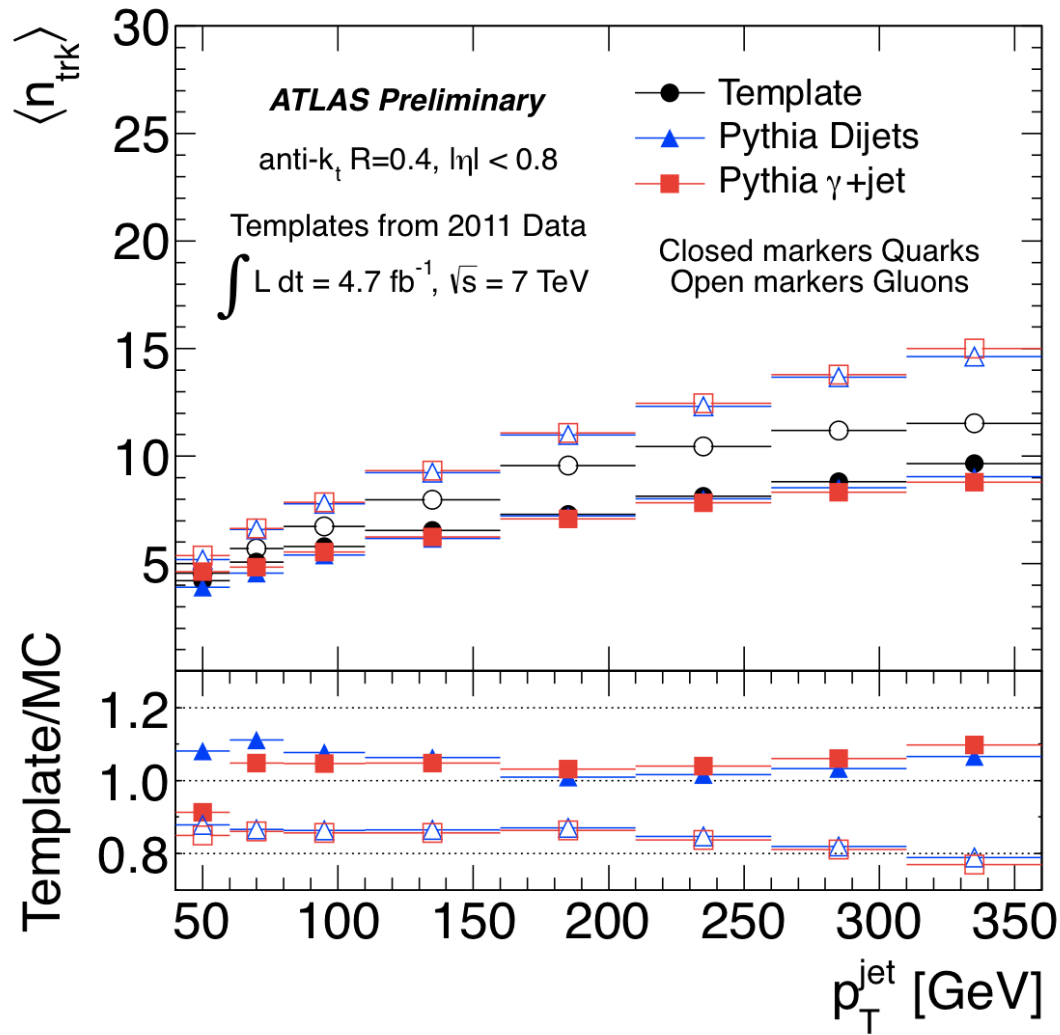 ⟨n_trk⟩
30
25
20
15
10
5
ATLAS Preliminary
anti-k_t R=0.4, |η| < 0.8
Templates from 2011 Data
∫ L dt = 4.7 fb⁻¹, √s = 7 TeV
Template
Pythia Dijets
Pythia γ+jet
Closed markers Quarks
Open markers Gluons
Template/MC
1.2
1.0
0.8
50 100 150 200 250 300 350
p_T^jet [GeV]